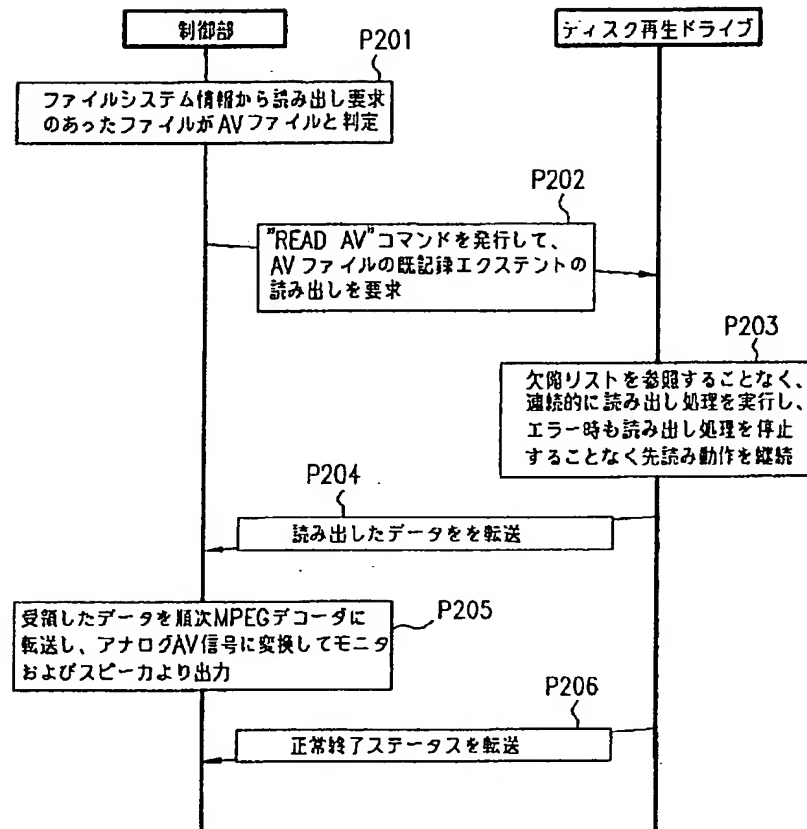 制御部
ディスク再生ドライブ
P201
ファイルシステム情報から読み出し要求
のあったファイルがAVファイルと判定
P202
"READ AV"コマンドを発行して、
AVファイルの既記録エクステントの
読み出しを要求
P203
欠陥リストを参照することなく、
連続的に読み出し処理を実行し、
エラー時も読み出し処理を停止
することなく先読み動作を継続
P204
読み出したデータをを転送
受領したデータを順次MPEGデコーダに
転送し、アナログAV信号に変換してモニタ
およびスピーカより出力
P205
P206
正常終了ステータスを転送